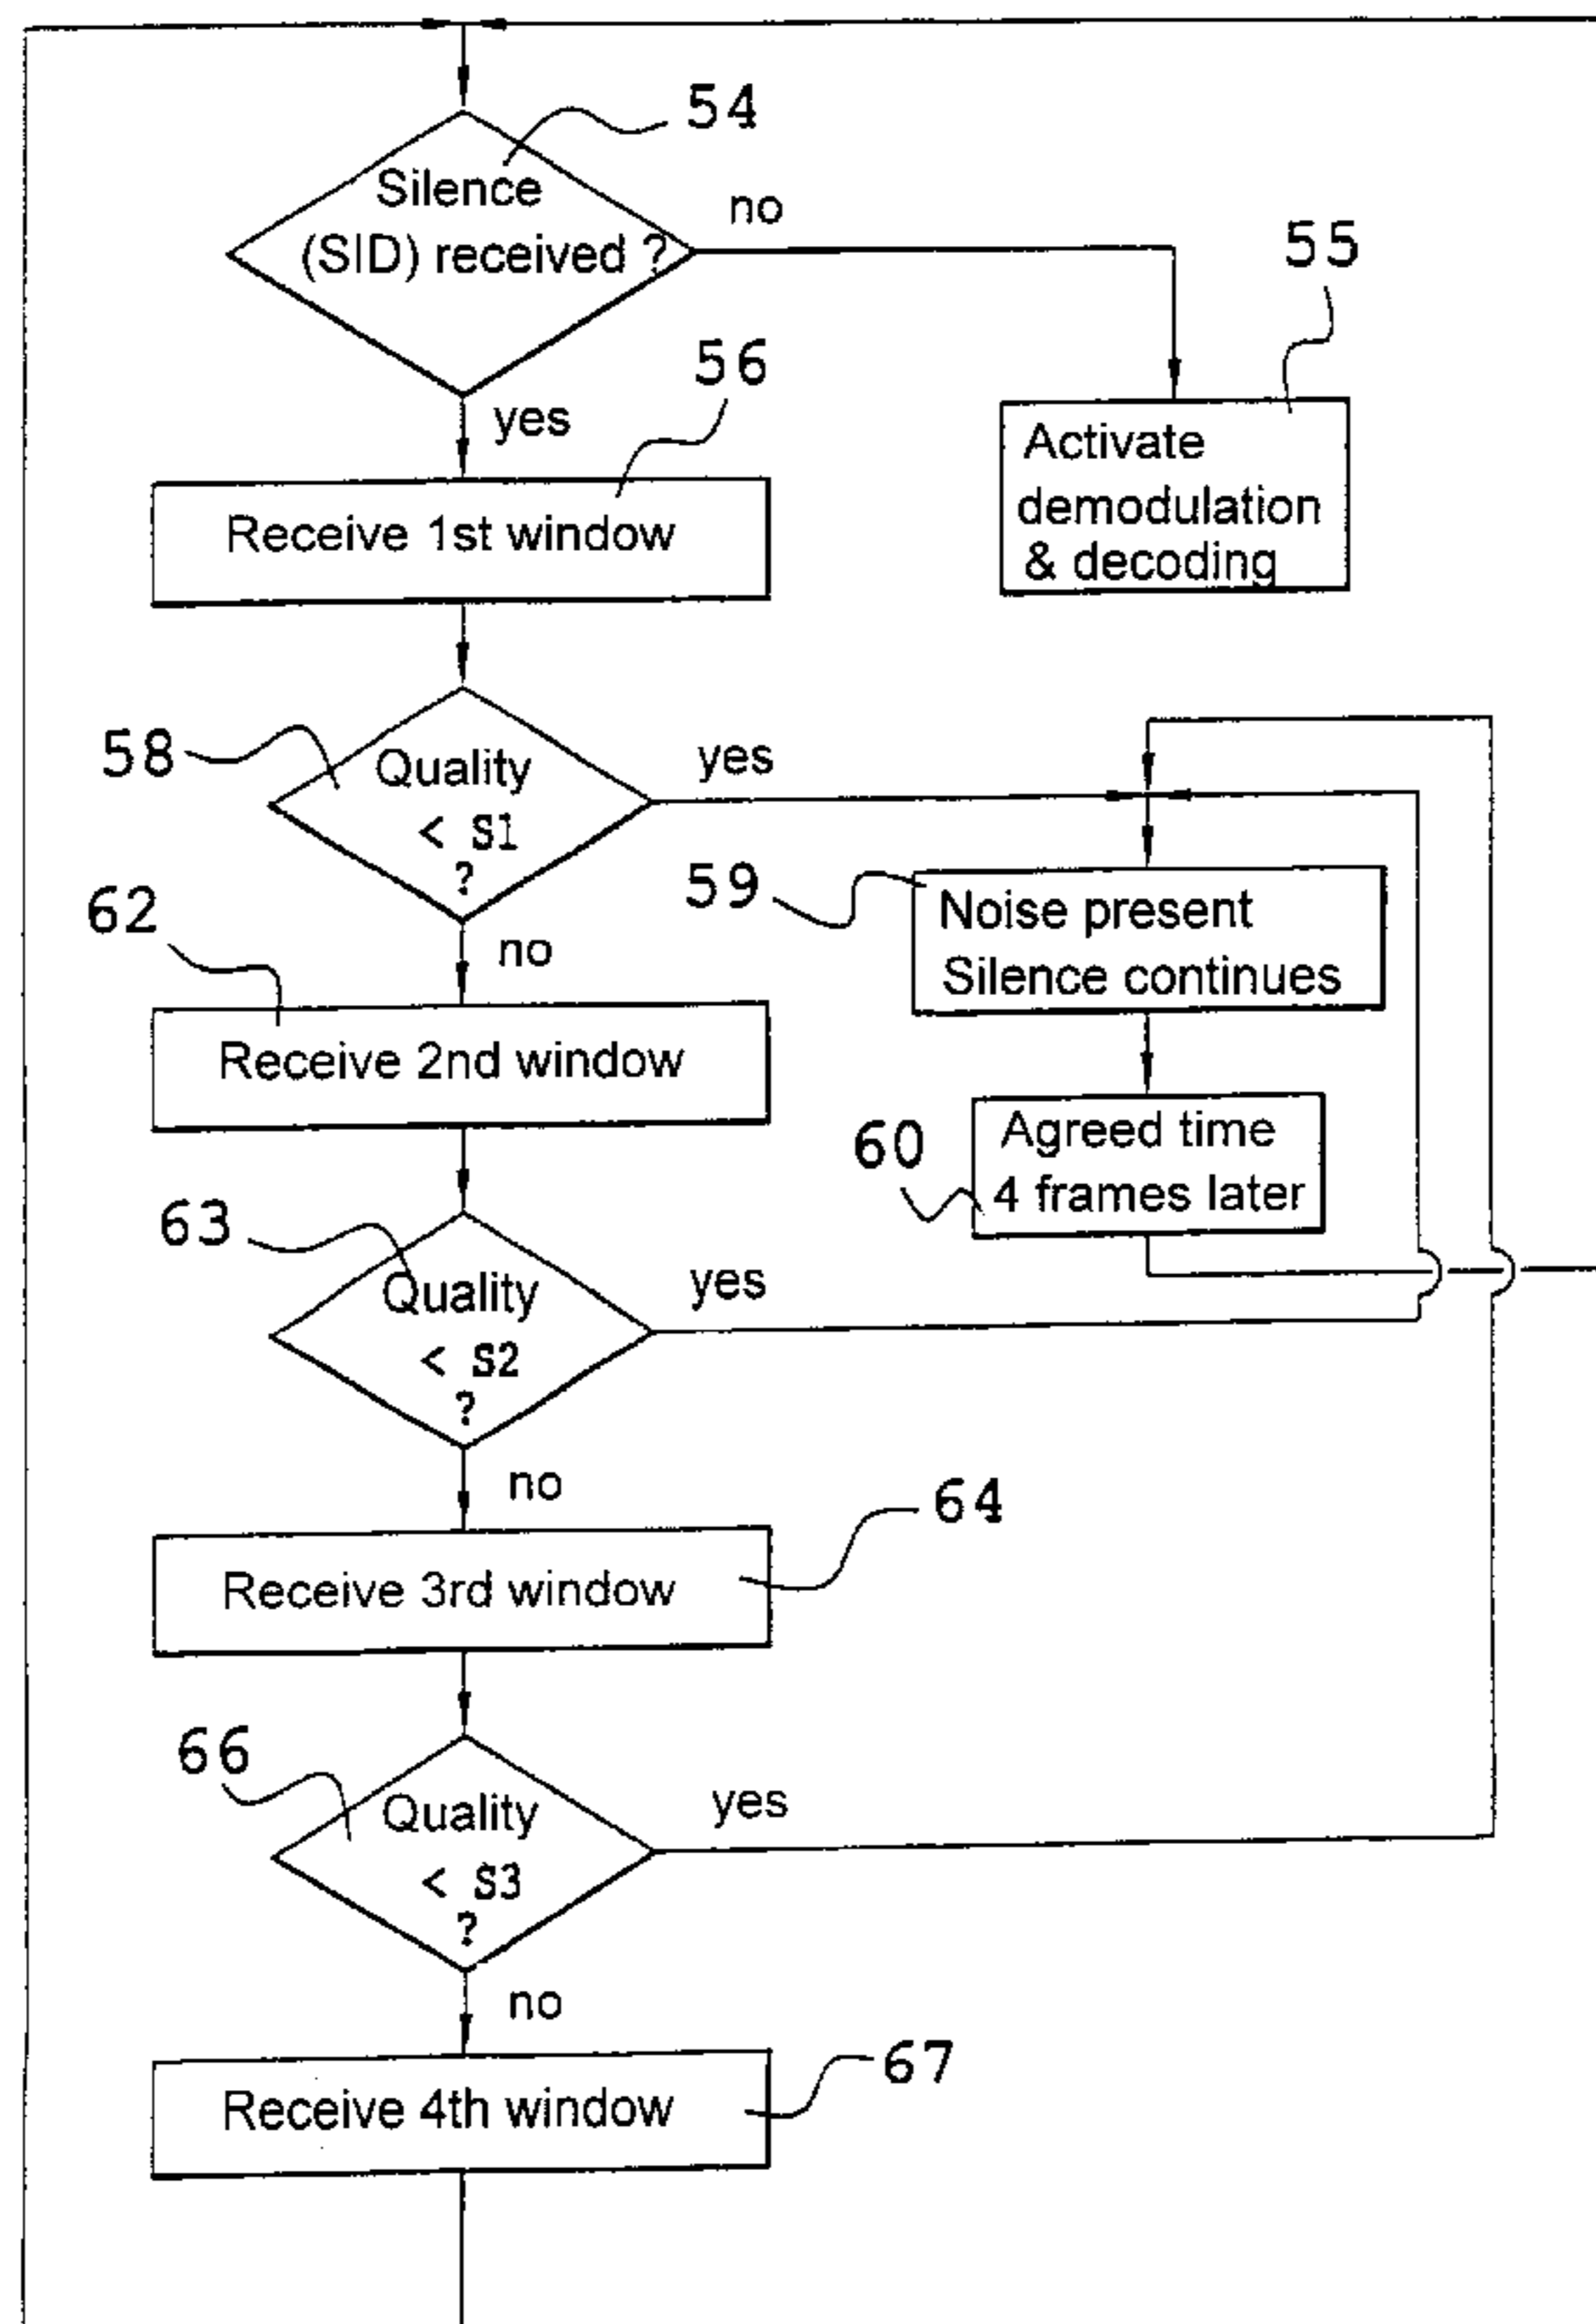 54
Silence
(SID) received ?
no
55
Activate
demodulation
& decoding
yes
56
Receive 1st window
58
Quality
< S1
?
yes
59
Noise present
Silence continues
no
62
Receive 2nd window
60
Agreed time
4 frames later
63
Quality
< S2
?
yes
no
64
Receive 3rd window
66
Quality
< S3
?
yes
no
67
Receive 4th window